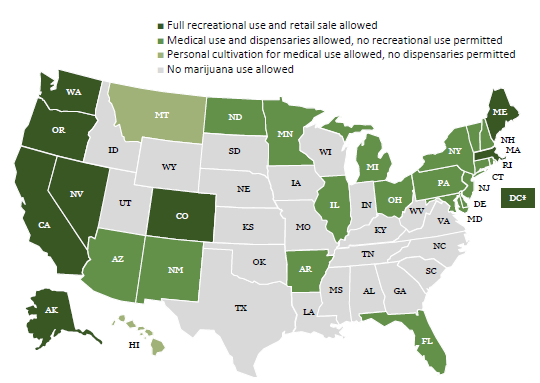 Full recreational use and retail sale allowed
Medical use and dispensaries allowed, no recreational use permitted
Personal cultivation for medical use allowed, no dispensaries permitted
No marijuana use allowed
WA
ME
MT
ND
OR
MN
NH
ID
SD
WI
NY
MA
WY
MI
RI
CT
IA
PA
NE
NJ
NV
OH
DE
DC‡
UT
IL
IN
CO
WV
MD
CA
VA
KS
MO
KY
NC
TN
AZ
OK
NM
AR
SC
MS
AL
GA
AK
TX
LA
HI
FL